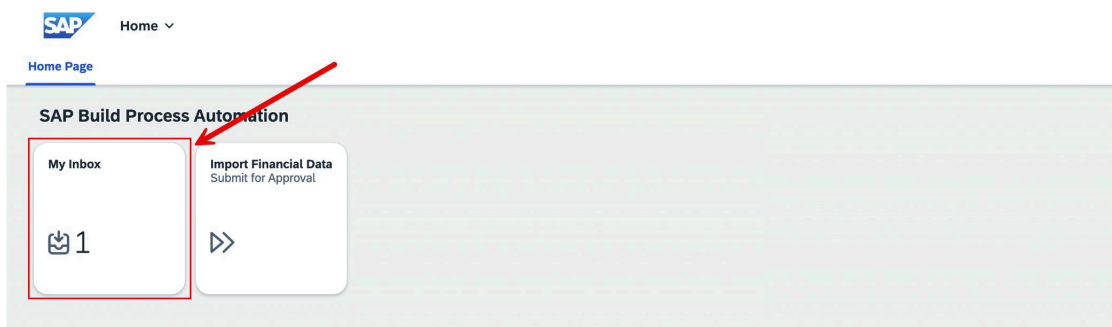 SAP
Home
Home Page
SAP Build Process Automation
My Inbox
1
Import Financial Data
Submit for Approval